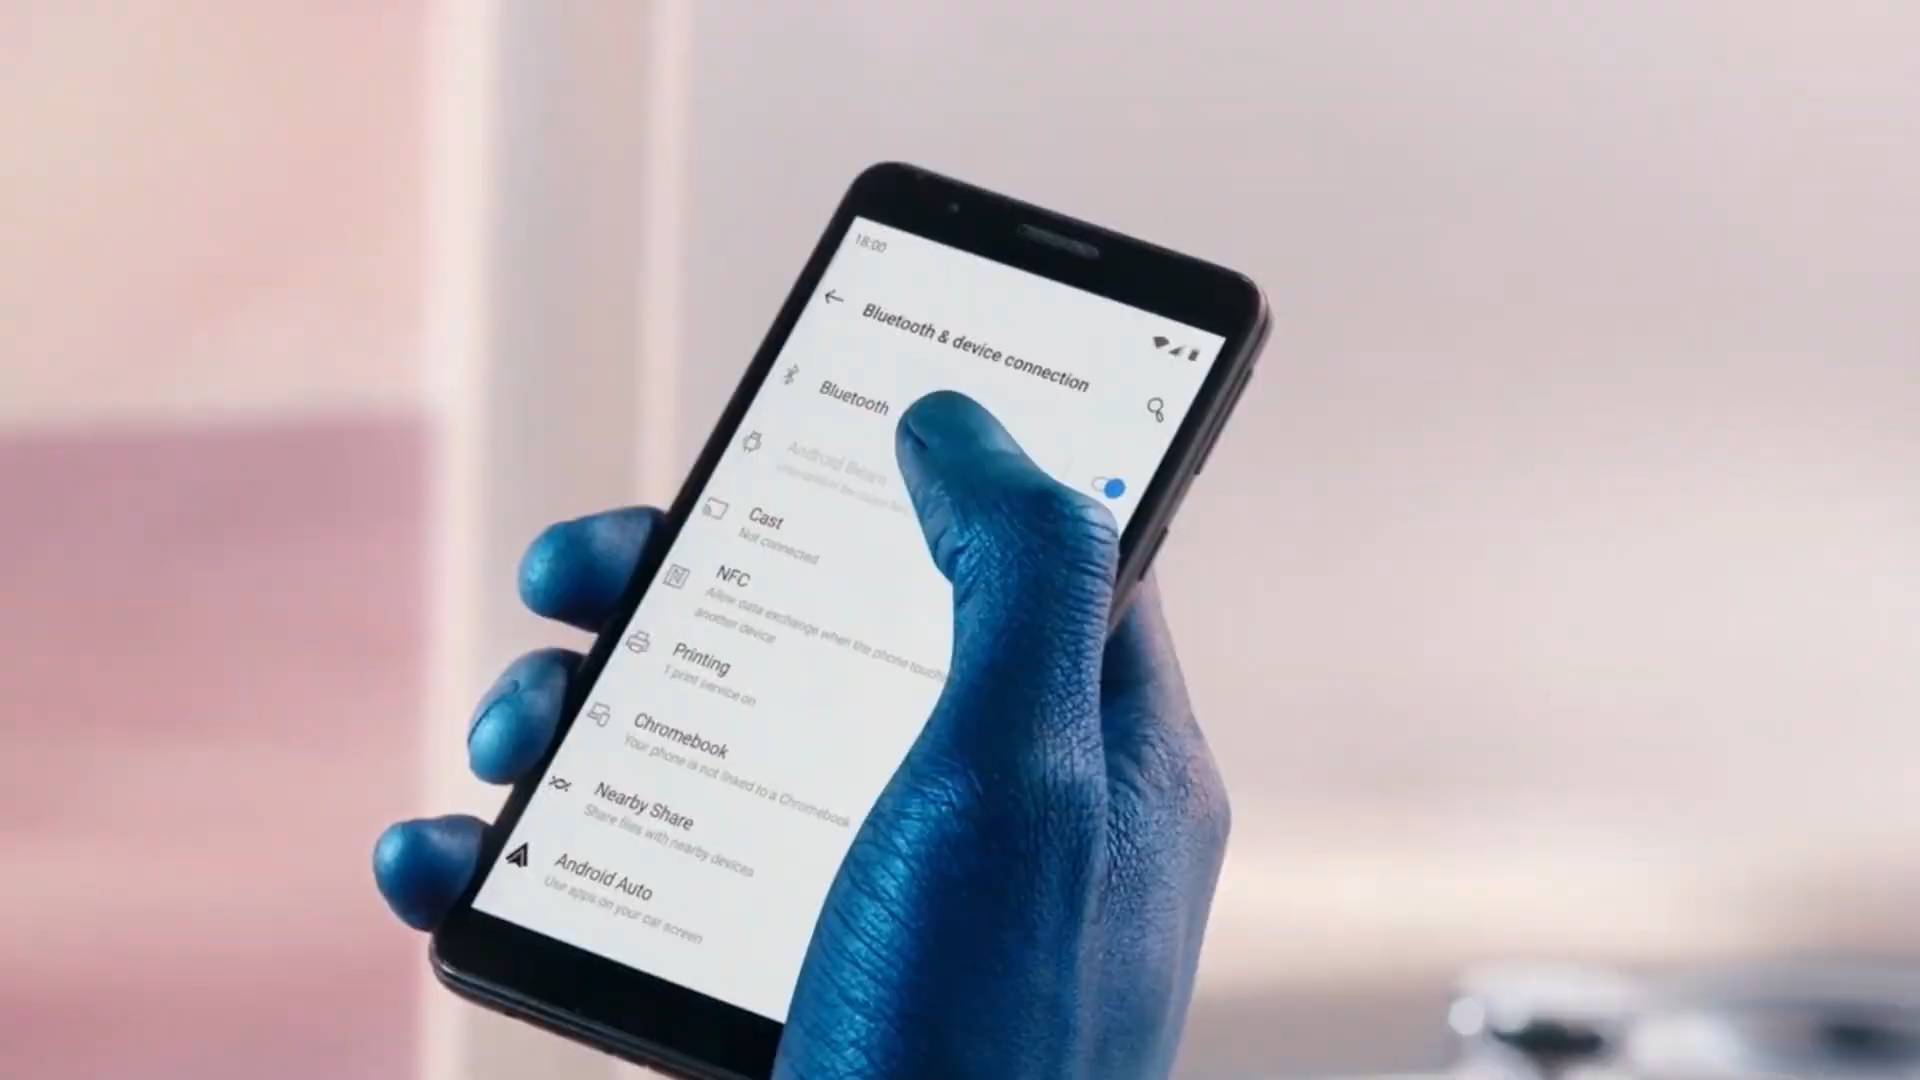 18:00
Bluetooth & device connection
Bluetooth
Android Beam
Cast
Not connected
NFC
Allow data exchange when the phone touches
another device
Printing
1 print service on
Chromebook
Your phone is not linked to a Chromebook
Nearby Share
Share files with nearby devices
Android Auto
Use apps on your car screen